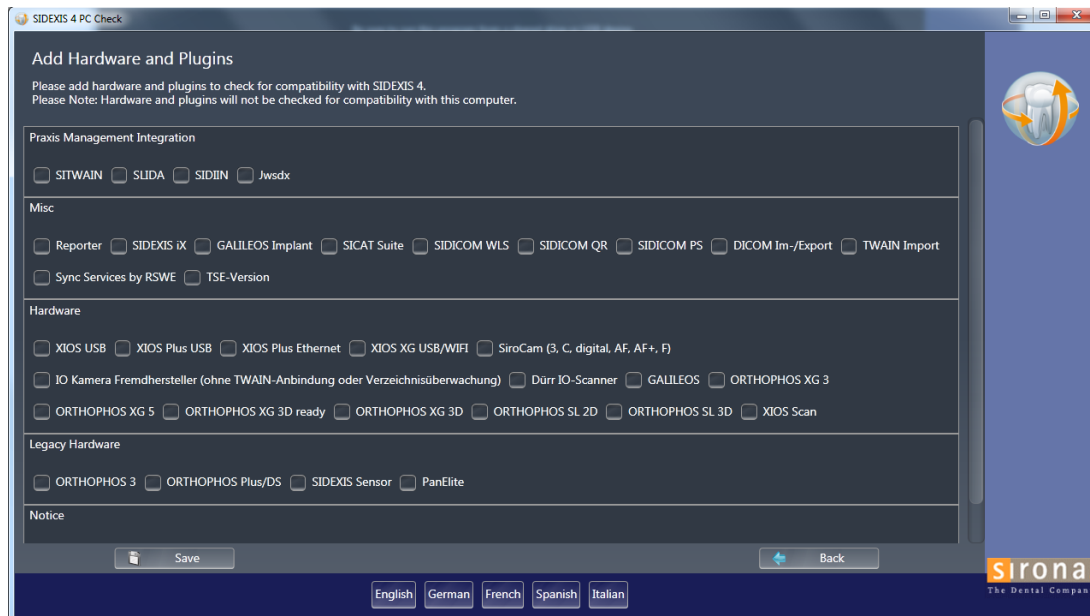 SIDEXIS 4 PC Check
Add Hardware and Plugins
Please add hardware and plugins to check for compatibility with SIDEXIS 4.
Please Note: Hardware and plugins will not be checked for compatibility with this computer.
Praxis Management Integration
SITWAIN SLIDA SIDIIN Jwsdx
Misc
Reporter SIDEXIS iX GALILEOS Implant SICAT Suite SIDICOM WLS SIDICOM QR SIDICOM PS DICOM Im-/Export TWAIN Import
Sync Services by RSWE TSE-Version
Hardware
XIOS USB XIOS Plus USB XIOS Plus Ethernet XIOS XG USB/WIFI SiroCam (3, C, digital, AF, AF+, F)
IO Kamera Fremdhersteller (ohne TWAIN-Anbindung oder Verzeichnisüberwachung) Dürr IO-Scanner GALILEOS ORTHOPHOS XG 3
ORTHOPHOS XG 5 ORTHOPHOS XG 3D ready ORTHOPHOS XG 3D ORTHOPHOS SL 2D ORTHOPHOS SL 3D XIOS Scan
Legacy Hardware
ORTHOPHOS 3 ORTHOPHOS Plus/DS SIDEXIS Sensor PanElite
Notice
Save Back
sirona
The Dental Compan
English German French Spanish Italian